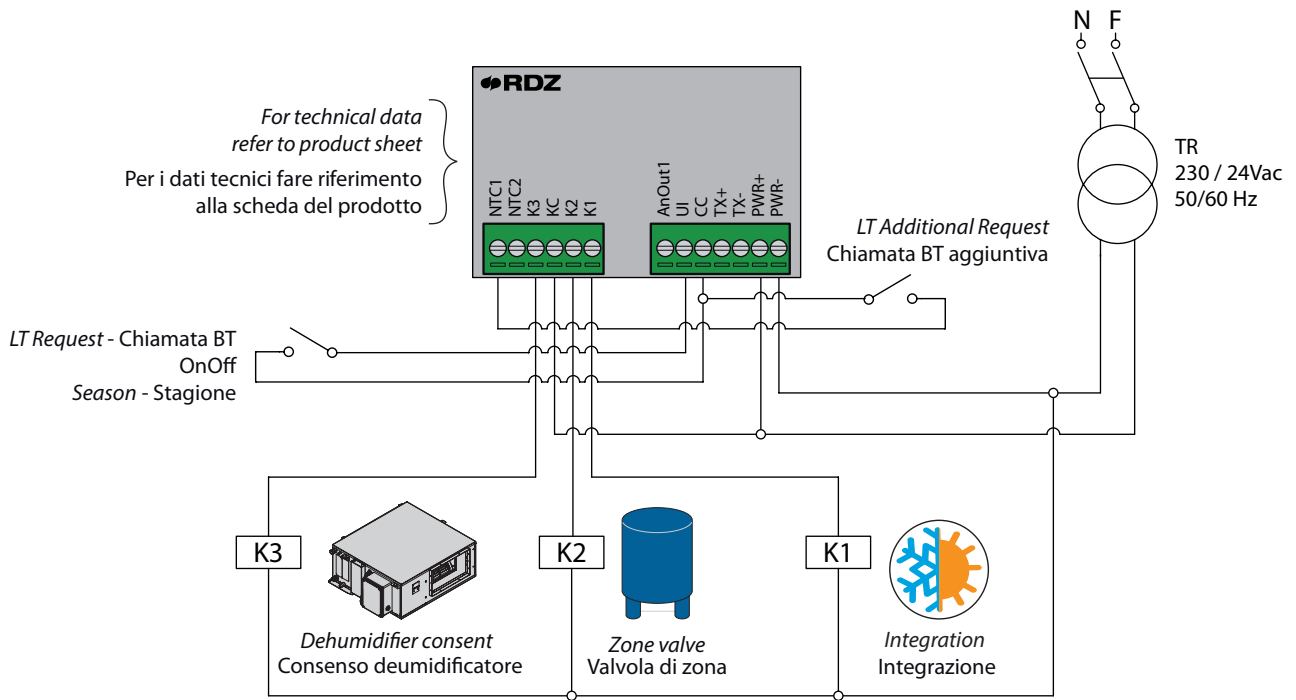 N F
RDZ
For technical data
refer to product sheet
Per i dati tecnici fare riferimento
alla scheda del prodotto
NTC1
NTC2
K3
KC
K2
K1
AnOut1
UI
CC
TX+
TX-
PWR+
PWR-
TR
230 / 24Vac
50/60 Hz
LT Additional Request
Chiamata BT aggiuntiva
LT Request - Chiamata BT
OnOff
Season - Stagione
K3
K2
K1
Dehumidifier consent
Consenso deumidificatore
Zone valve
Valvola di zona
Integration
Integrazione